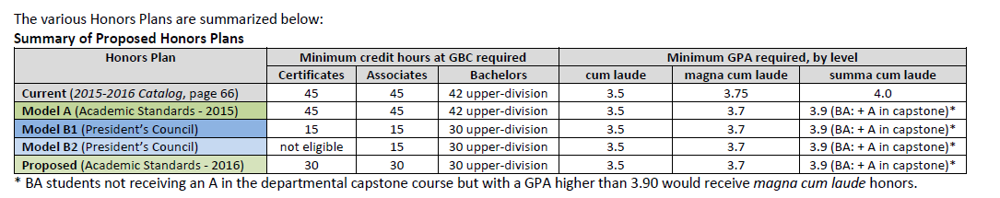 The various Honors Plans are summarized below:
Summary of Proposed Honors Plans
Honors Plan Minimum credit hours at GBC required Minimum GPA required, by level
Certificates Associates Bachelors cum laude magna cum laude summa cum laude
Current (2015-2016 Catalog, page 66) 45 45 42 upper-division 3.5 3.75 4.0
Model A (Academic Standards - 2015) 45 45 42 upper-division 3.5 3.7 3.9 (BA: + A in capstone)*
Model B1 (President's Council) 15 15 30 upper-division 3.5 3.7 3.9 (BA: + A in capstone)*
Model B2 (President's Council) not eligible 15 30 upper-division 3.5 3.7 3.9 (BA: + A in capstone)*
Proposed (Academic Standards - 2016) 30 30 30 upper-division 3.5 3.7 3.9 (BA: + A in capstone)*
* BA students not receiving an A in the departmental capstone course but with a GPA higher than 3.90 would receive magna cum laude honors.